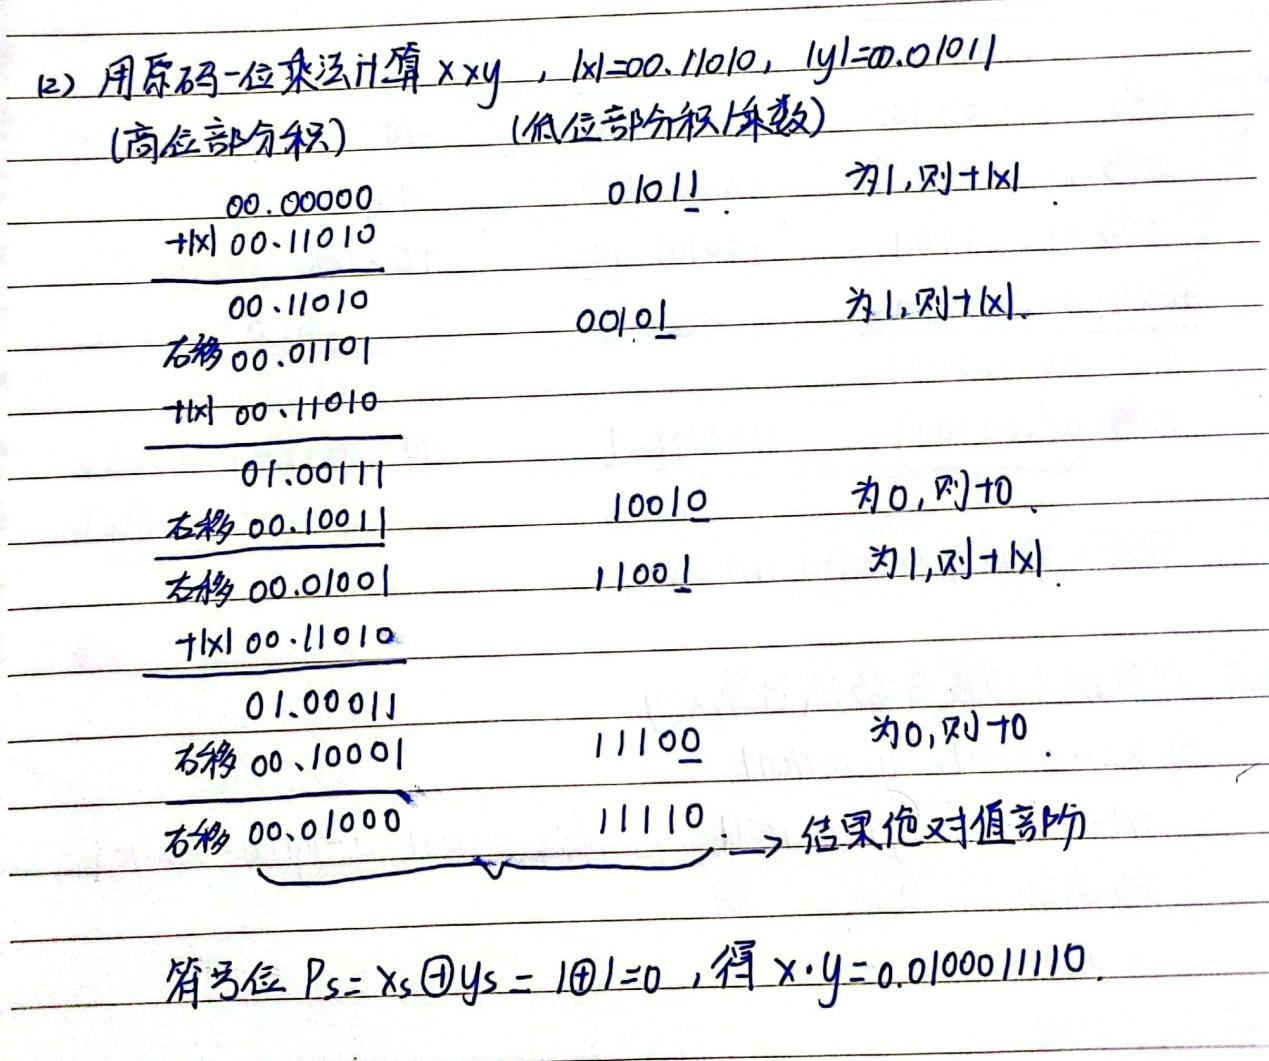 (2) 用原码一位乘法计算 x×y , |x|=00.11010, |y|=00.01011
(高位部分积) (低位部分积/乘数)
00.00000 01011 为1,则+|x|.
+|x| 00.11010
00.11010
右移 00.01101 00101 为1,则+|x|.
+|x| 00.11010
01.00111
右移 00.10011 10010 为0,则+0.
右移 00.01001 11001 为1,则+|x|.
+|x| 00.11010
01.00011
右移 00.10001 11100 为0,则+0.
右移 00.01000 11110 → 结果绝对值部分
符号位 Ps=xs⊕ys=1⊕1=0 ,得 x·y=0.0100011110.